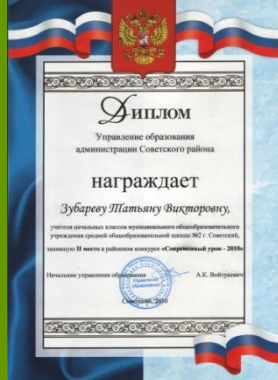 Диплом
Управление образования
администрации Советского района
награждает
Зубареву Татьяну Викторовну,
учителя начальных классов муниципального общеобразовательного
учреждения средней общеобразовательной школы №2 г. Советский,
занявшую II место в районном конкурсе «Современный урок - 2010»
Начальник управления образования А.К. Войтукович
Советский, 2010